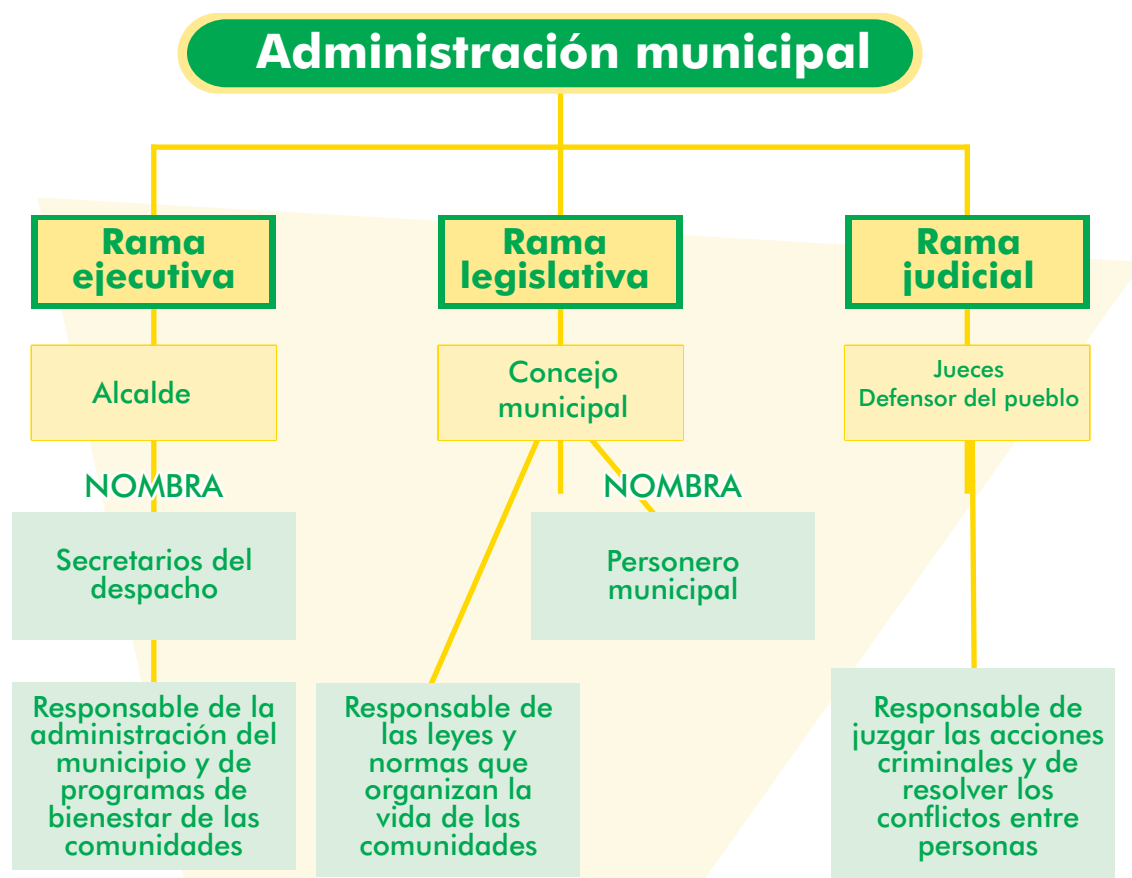 Administración municipal
Rama
ejecutiva
Rama
legislativa
Rama
judicial
Alcalde
Concejo
municipal
Jueces
Defensor del pueblo
NOMBRA
NOMBRA
Secretarios del
despacho
Personero
municipal
Responsable de la
administración del
municipio y de
programas de
bienestar de las
comunidades
Responsable de
las leyes y
normas que
organizan la
vida de las
comunidades
Responsable de
juzgar las acciones
criminales y de
resolver los
conflictos entre
personas